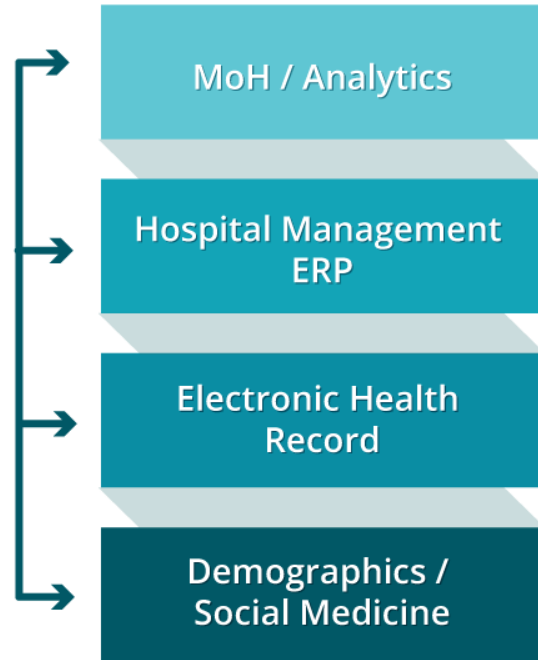 MoH / Analytics
Hospital Management
ERP
Electronic Health
Record
Demographics /
Social Medicine